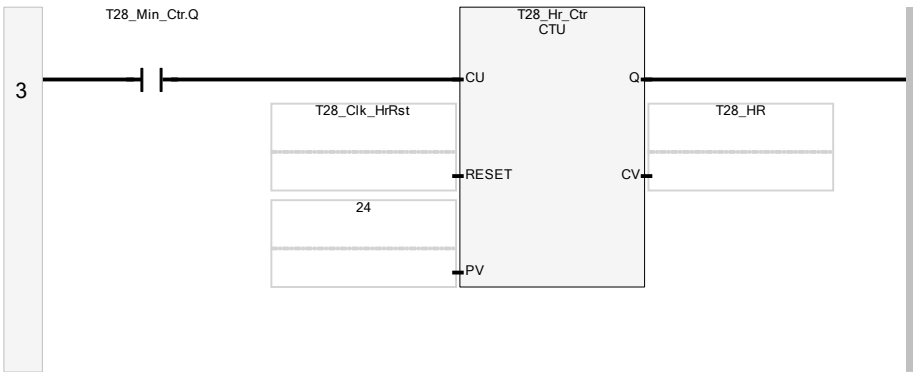 T28_Min_Ctr.Q
T28_Hr_Ctr
CTU
3
CU
Q
T28_Clk_HrRst
T28_HR
RESET
CV
24
PV